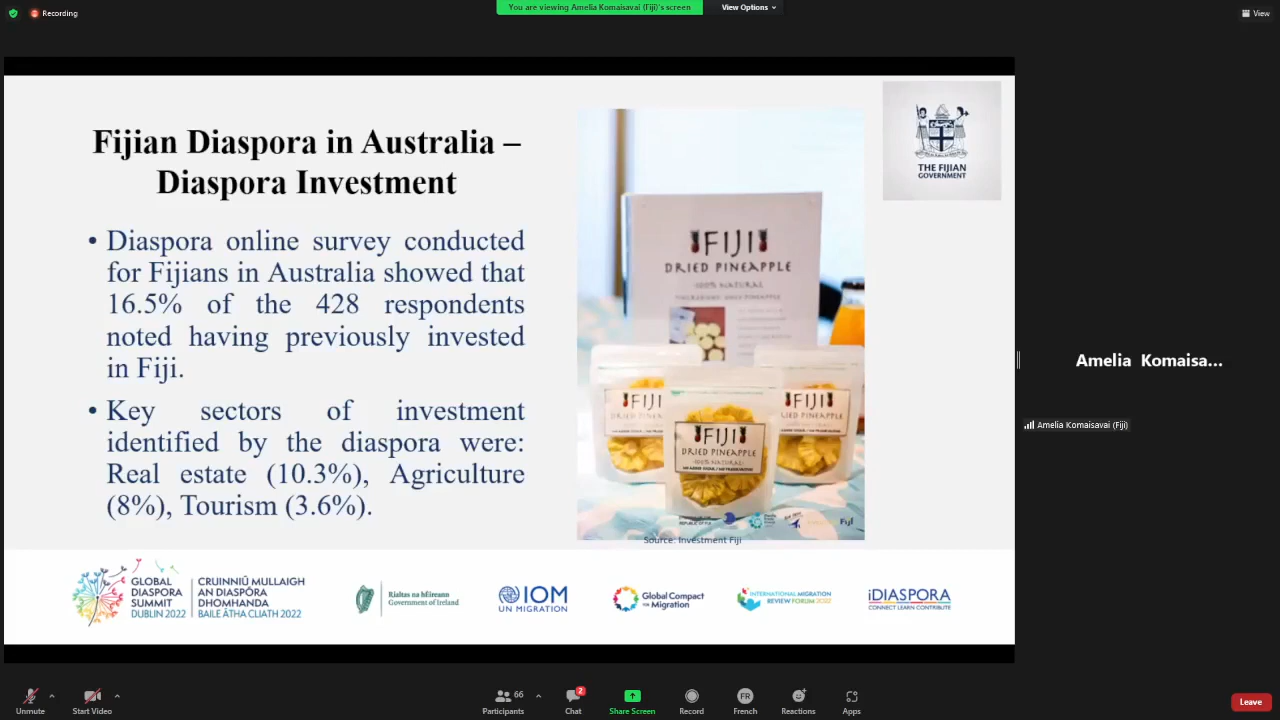 Recording
You are viewing Amelia Komaisavai (Fiji)'s screen
View Options
View
Fijian Diaspora in Australia –
Diaspora Investment
• Diaspora online survey conducted
for Fijians in Australia showed that
16.5% of the 428 respondents
noted having previously invested
in Fiji.
• Key sectors of investment
identified by the diaspora were:
Real estate (10.3%), Agriculture
(8%), Tourism (3.6%).
FIJI
DRIED PINEAPPLE
100% NATURAL
FIJI
DRIED PINE
FIJI
DRIED PINEAPPLE
100% NATURAL
FIJI
DRIED PINEAPPLE
Fiji
Source: Investment Fiji
THE FIJIAN
GOVERNMENT
Amelia Komaisa...
Amelia Komaisavai (Fiji)
GLOBAL
DIASPORA
SUMMIT
DUBLIN 2022
CRUINNIÚ MULLAIGH
AN DIASPÓRA
DHOMHANDA
BAILE ÁTHA CLIATH 2022
Rialtas na hÉireann
Government of Ireland
IOM
UN MIGRATION
Global Compact
for Migration
INTERNATIONAL MIGRATION
REVIEW FORUM 2022
iDIASPORA
CONNECT LEARN CONTRIBUTE
Unmute
Start Video
66
Participants
2
Chat
Share Screen
Record
FR
French
Reactions
Apps
Leave